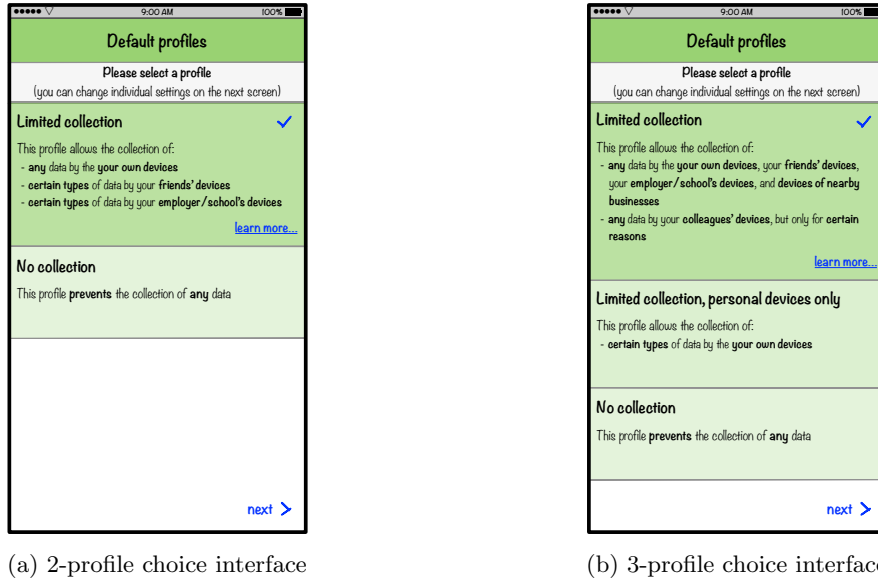 9:00 AM 100%
Default profiles
Please select a profile
(you can change individual settings on the next screen)
Limited collection
This profile allows the collection of:
- any data by the your own devices
- certain types of data by your friends' devices
- certain types of data by your employer/school's devices
learn more...
No collection
This profile prevents the collection of any data
next
(a) 2-profile choice interface
9:00 AM 100%
Default profiles
Please select a profile
(you can change individual settings on the next screen)
Limited collection
This profile allows the collection of:
- any data by the your own devices, your friends' devices,
your employer/school's devices, and devices of nearby
businesses
- any data by your colleagues' devices, but only for certain
reasons
learn more...
Limited collection, personal devices only
This profile allows the collection of:
- certain types of data by the your own devices
No collection
This profile prevents the collection of any data
next
(b) 3-profile choice interface